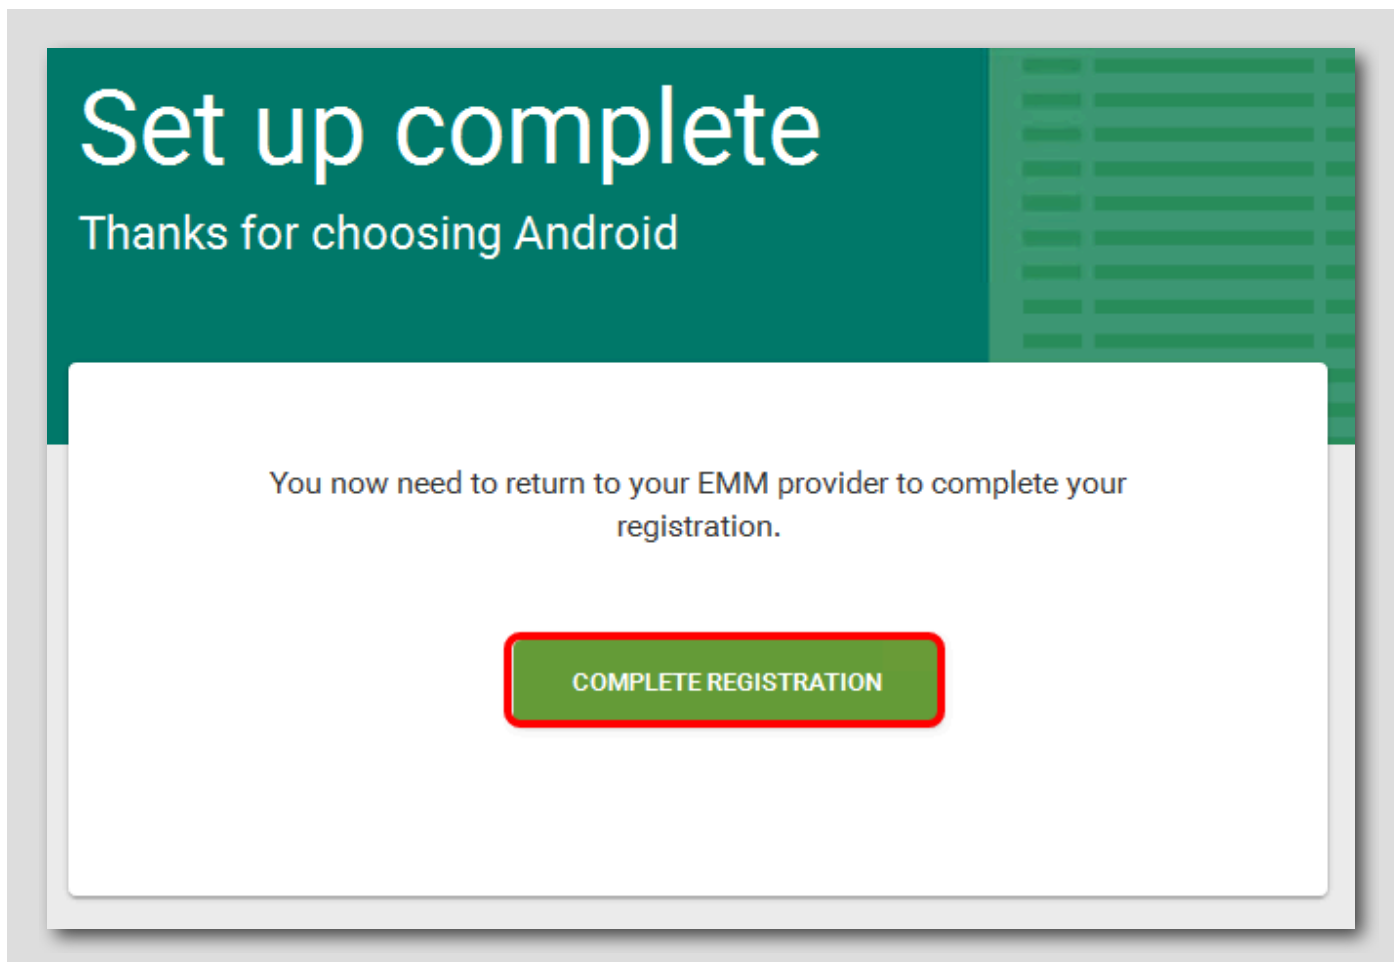 Set up complete
Thanks for choosing Android
You now need to return to your EMM provider to complete your
registration.
COMPLETE REGISTRATION